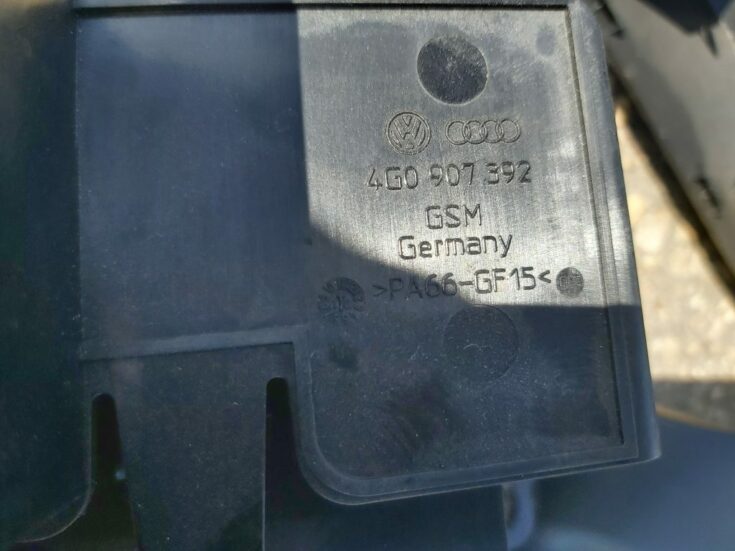 4G0 907 392
GSM
Germany
>PA66-GF15<